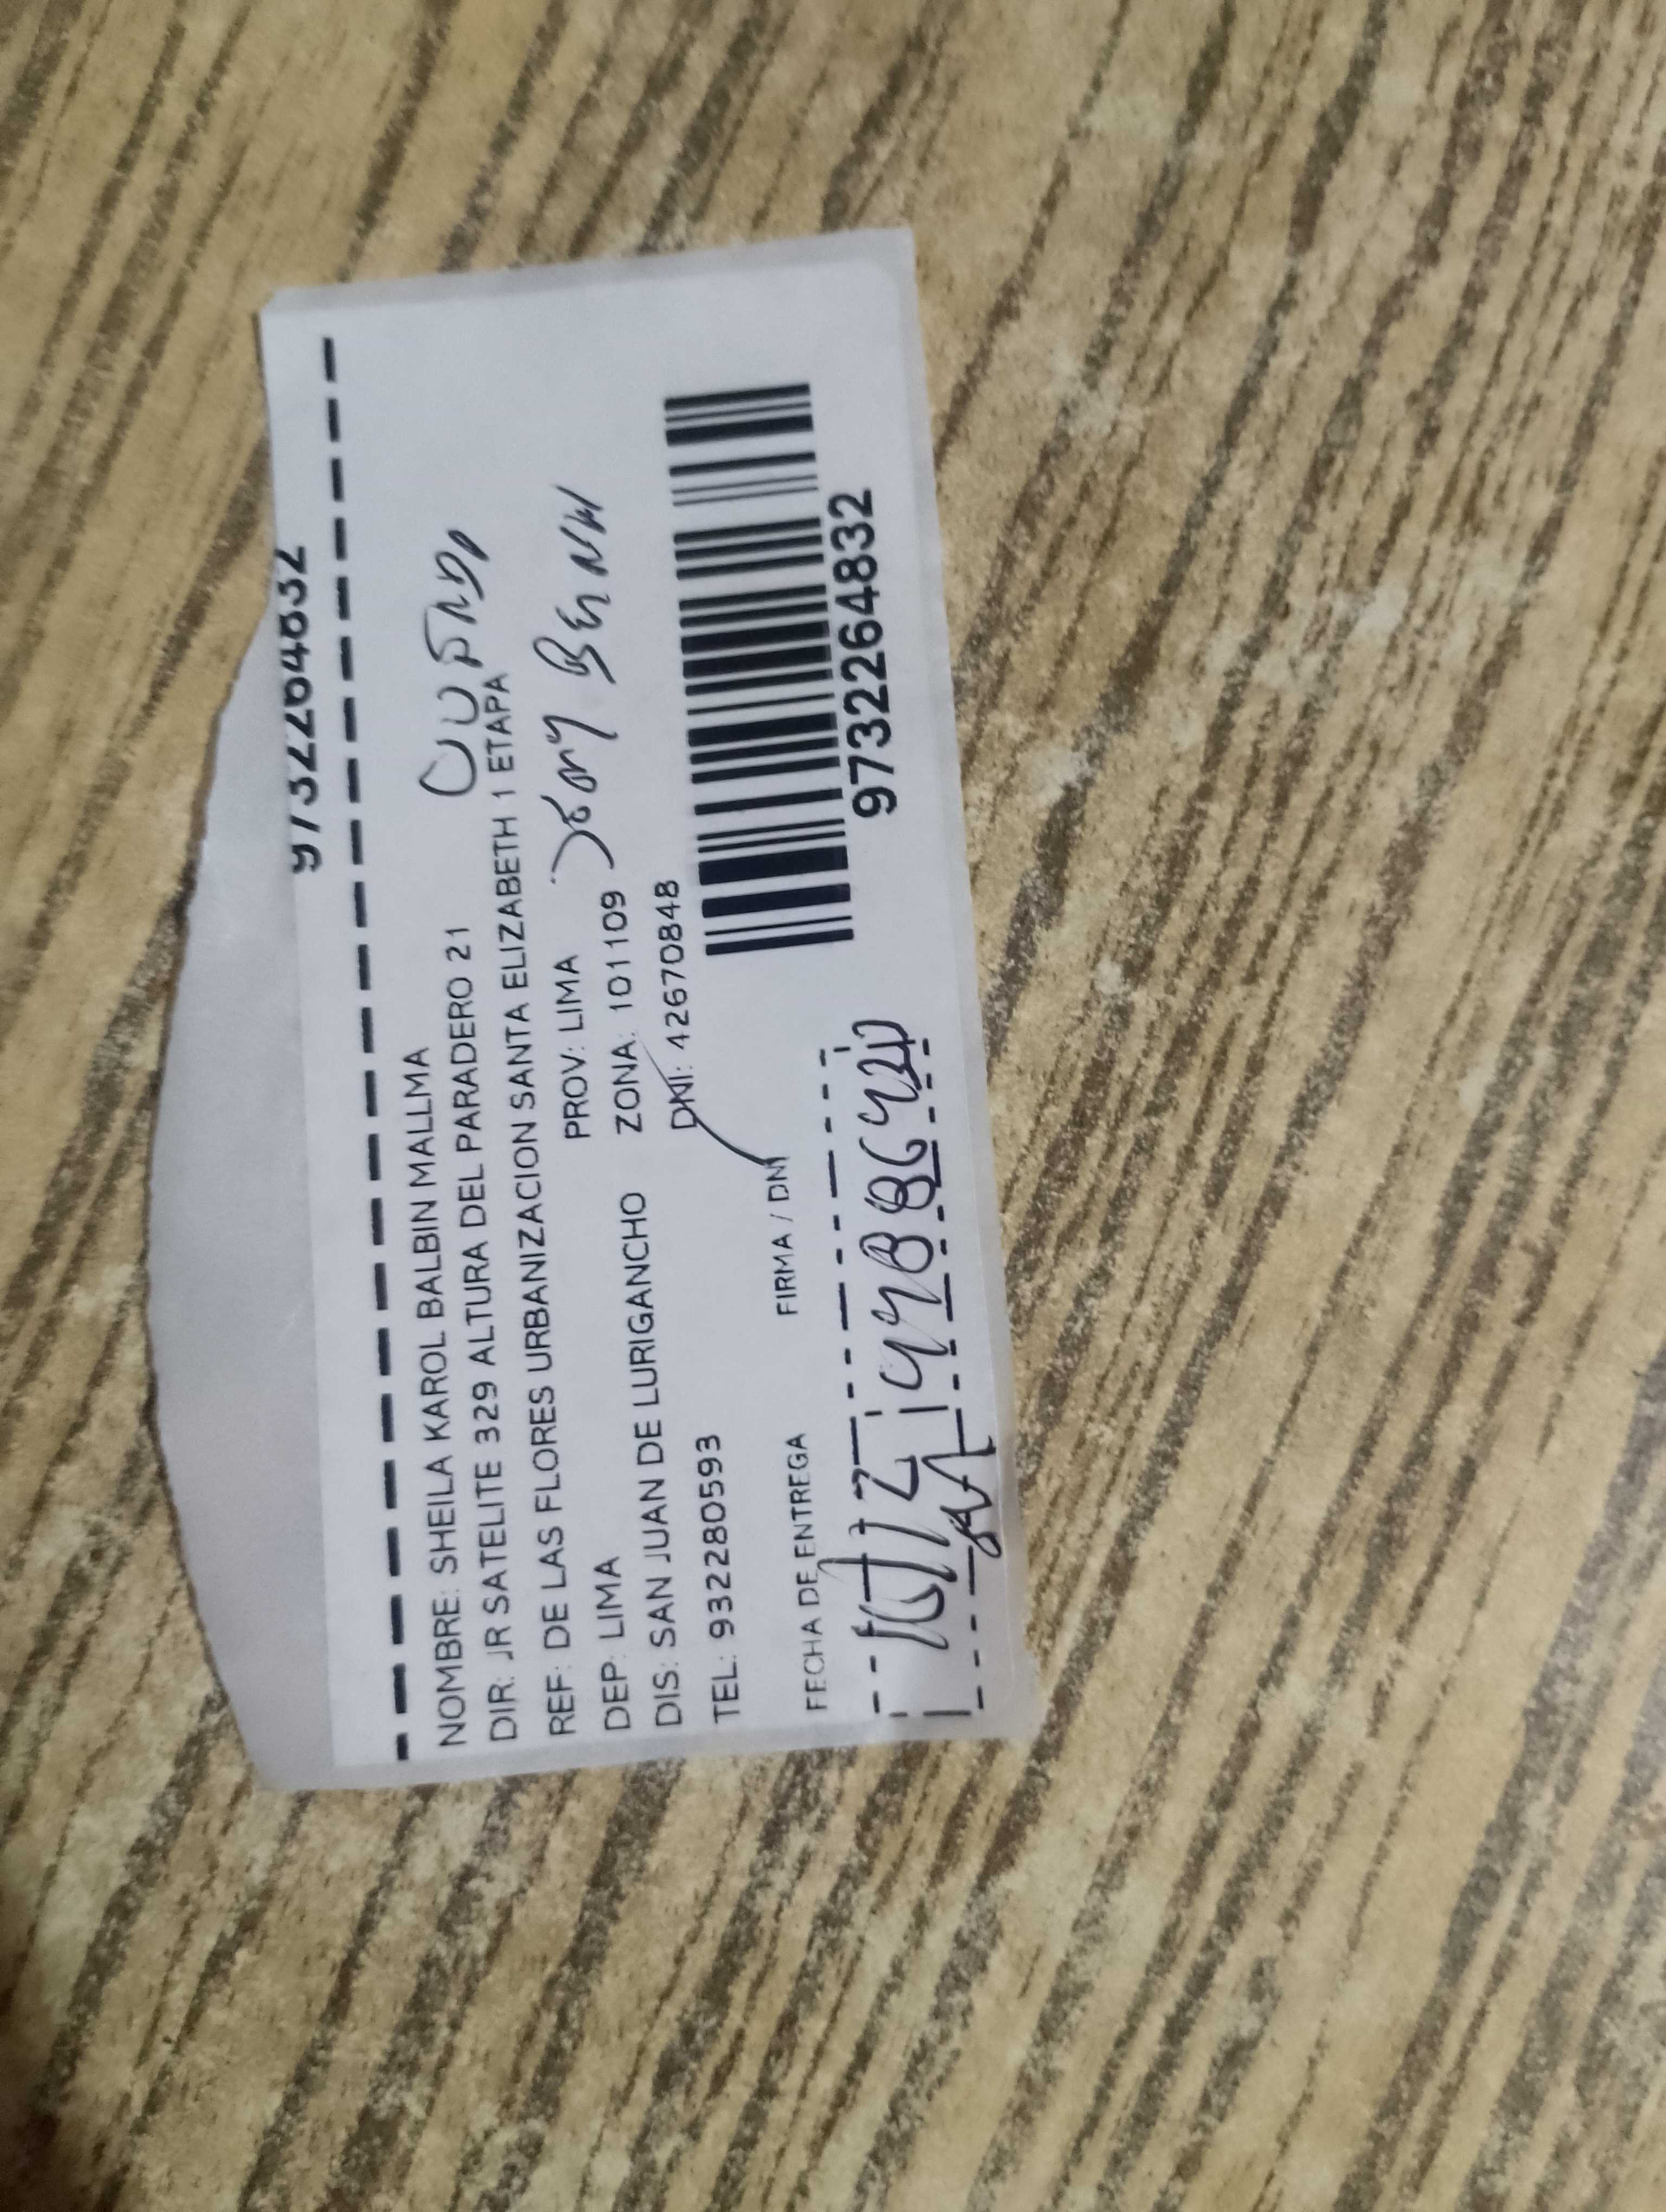 9732264832
NOMBRE: SHEILA KAROL BALBIN MALLMA
DIR: JR SATELITE 329 ALTURA DEL PARADERO 21
REF: DE LAS FLORES URBANIZACION SANTA ELIZABETH 1 ETAPA
DEP: LIMA PROV: LIMA
DIS: SAN JUAN DE LURIGANCHO ZONA: 101109
TEL: 932280593 DNI: 42670848
FECHA DE ENTREGA FIRMA / DNI
9732264832